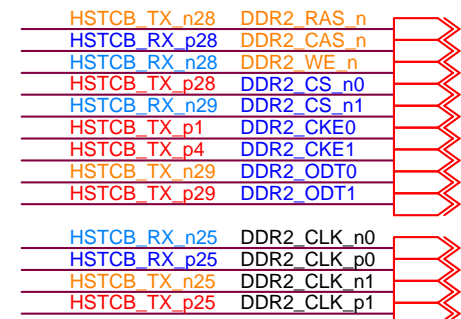 HSTCB_TX_n28 DDR2_RAS_n
HSTCB_RX_p28 DDR2_CAS_n
HSTCB_RX_n28 DDR2_WE_n
HSTCB_TX_p28 DDR2_CS_n0
HSTCB_RX_n29 DDR2_CS_n1
HSTCB_TX_p1 DDR2_CKE0
HSTCB_TX_p4 DDR2_CKE1
HSTCB_TX_n29 DDR2_ODT0
HSTCB_TX_p29 DDR2_ODT1
HSTCB_RX_n25 DDR2_CLK_n0
HSTCB_RX_p25 DDR2_CLK_p0
HSTCB_TX_n25 DDR2_CLK_n1
HSTCB_TX_p25 DDR2_CLK_p1